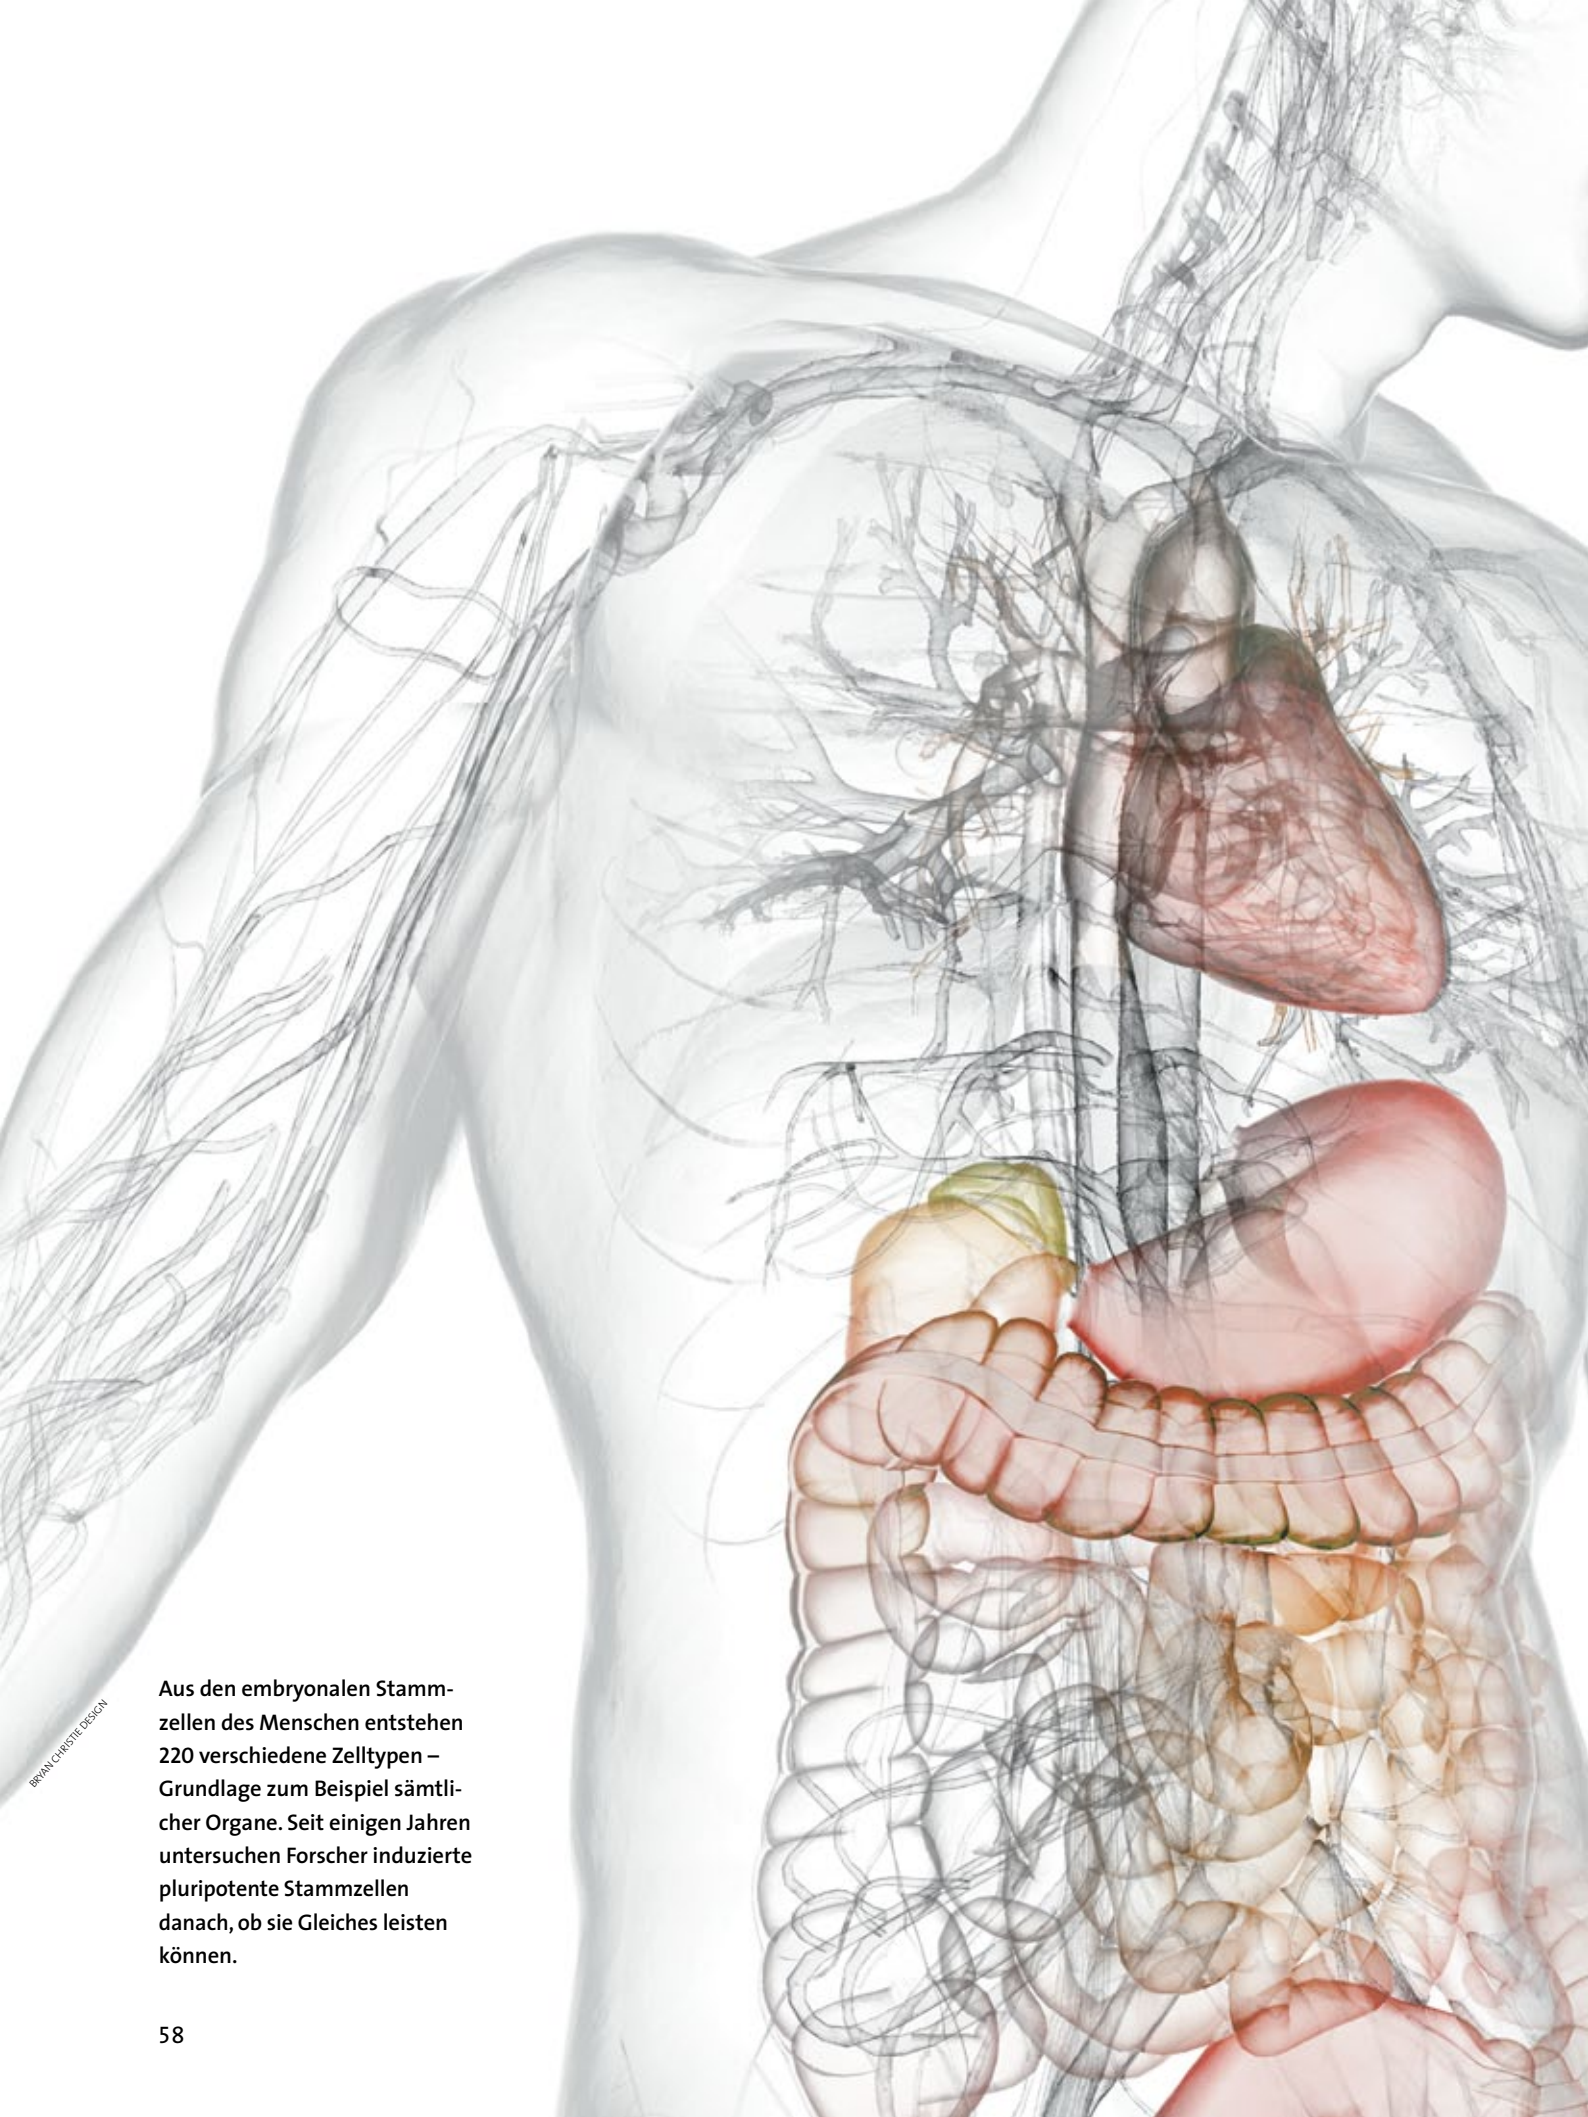 Aus den embryonalen Stamm-
zellen des Menschen entstehen
220 verschiedene Zelltypen –
Grundlage zum Beispiel sämtli-
cher Organe. Seit einigen Jahren
untersuchen Forscher induzierte
pluripotente Stammzellen
danach, ob sie Gleiches leisten
können.
BRYAN CHRISTIE DESIGN
58